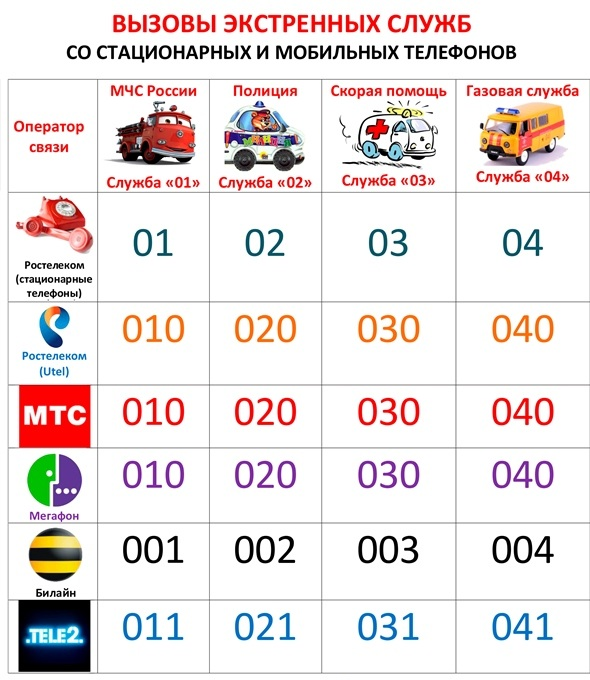 ВЫЗОВЫ ЭКСТРЕННЫХ СЛУЖБ
СО СТАЦИОНАРНЫХ И МОБИЛЬНЫХ ТЕЛЕФОНОВ
Оператор
связи
МЧС России
Служба «01»
Полиция
Служба «02»
Скорая помощь
Служба «03»
Газовая служба
Служба «04»
Ростелеком
(стационарные
телефоны)
01 02 03 04
Ростелеком
(Utel)
010 020 030 040
МТС
010 020 030 040
Мегафон
010 020 030 040
Билайн
001 002 003 004
.TELE2.
011 021 031 041